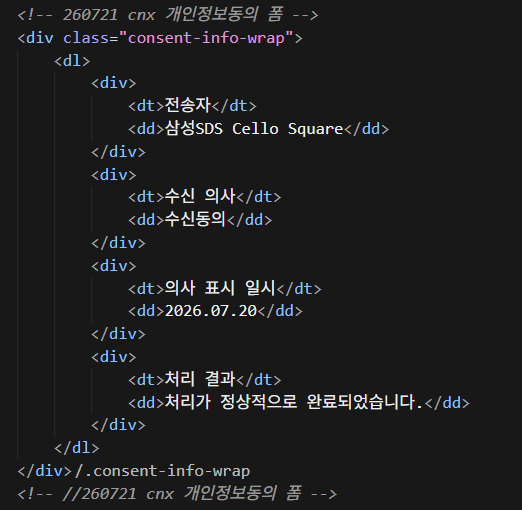 <!-- 260721 cnx 개인정보동의 폼 -->
<div class="consent-info-wrap">
<dl>
<div>
<dt>전송자</dt>
<dd>삼성SDS Cello Square</dd>
</div>
<div>
<dt>수신 의사</dt>
<dd>수신동의</dd>
</div>
<div>
<dt>의사 표시 일시</dt>
<dd>2026.07.20</dd>
</div>
<div>
<dt>처리 결과</dt>
<dd>처리가 정상적으로 완료되었습니다.</dd>
</div>
</dl>
</div>/.consent-info-wrap
<!-- //260721 cnx 개인정보동의 폼 -->